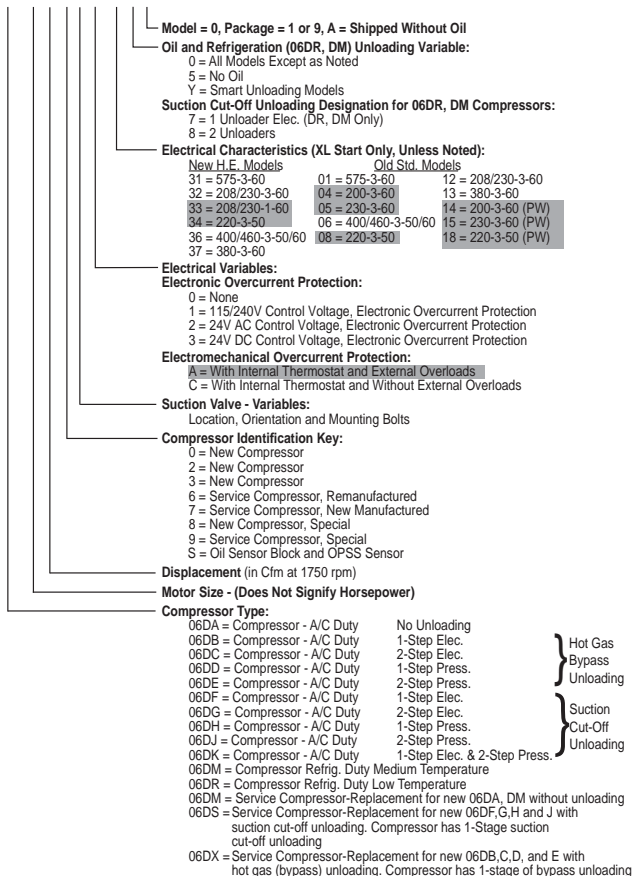 Model = 0, Package = 1 or 9, A = Shipped Without Oil
Oil and Refrigeration (06DR, DM) Unloading Variable:
0 = All Models Except as Noted
5 = No Oil
Y = Smart Unloading Models
Suction Cut-Off Unloading Designation for 06DR, DM Compressors:
7 = 1 Unloader Elec. (DR, DM Only)
8 = 2 Unloaders
Electrical Characteristics (XL Start Only, Unless Noted):
New H.E. Models Old Std. Models
31 = 575-3-60 01 = 575-3-60 12 = 208/230-3-60
32 = 208/230-3-60 04 = 200-3-60 13 = 380-3-60
33 = 208/230-1-60 05 = 230-3-60 14 = 200-3-60 (PW)
34 = 220-3-50 06 = 400/460-3-50/60 15 = 230-3-60 (PW)
36 = 400/460-3-50/60 08 = 220-3-50 18 = 220-3-50 (PW)
37 = 380-3-60
Electrical Variables:
Electronic Overcurrent Protection:
0 = None
1 = 115/240V Control Voltage, Electronic Overcurrent Protection
2 = 24V AC Control Voltage, Electronic Overcurrent Protection
3 = 24V DC Control Voltage, Electronic Overcurrent Protection
Electromechanical Overcurrent Protection:
A = With Internal Thermostat and External Overloads
C = With Internal Thermostat and Without External Overloads
Suction Valve - Variables:
Location, Orientation and Mounting Bolts
Compressor Identification Key:
0 = New Compressor
2 = New Compressor
3 = New Compressor
6 = Service Compressor, Remanufactured
7 = Service Compressor, New Manufactured
8 = New Compressor, Special
9 = Service Compressor, Special
S = Oil Sensor Block and OPSS Sensor
Displacement (in Cfm at 1750 rpm)
Motor Size - (Does Not Signify Horsepower)
Compressor Type:
06DA = Compressor - A/C Duty No Unloading
06DB = Compressor - A/C Duty 1-Step Elec.
06DC = Compressor - A/C Duty 2-Step Elec.
06DD = Compressor - A/C Duty 1-Step Press.
06DE = Compressor - A/C Duty 2-Step Press.
Hot Gas
Bypass
Unloading
06DF = Compressor - A/C Duty 1-Step Elec.
06DG = Compressor - A/C Duty 2-Step Elec.
06DH = Compressor - A/C Duty 1-Step Press.
06DJ = Compressor - A/C Duty 2-Step Press.
06DK = Compressor - A/C Duty 1-Step Elec. & 2-Step Press.
Suction
Cut-Off
Unloading
06DM = Compressor Refrig. Duty Medium Temperature
06DR = Compressor Refrig. Duty Low Temperature
06DM = Service Compressor-Replacement for new 06DA, DM without unloading
06DS = Service Compressor-Replacement for new 06DF,G,H and J with
suction cut-off unloading. Compressor has 1-Stage suction
cut-off unloading
06DX = Service Compressor-Replacement for new 06DB,C,D, and E with
hot gas (bypass) unloading. Compressor has 1-stage of bypass unloading